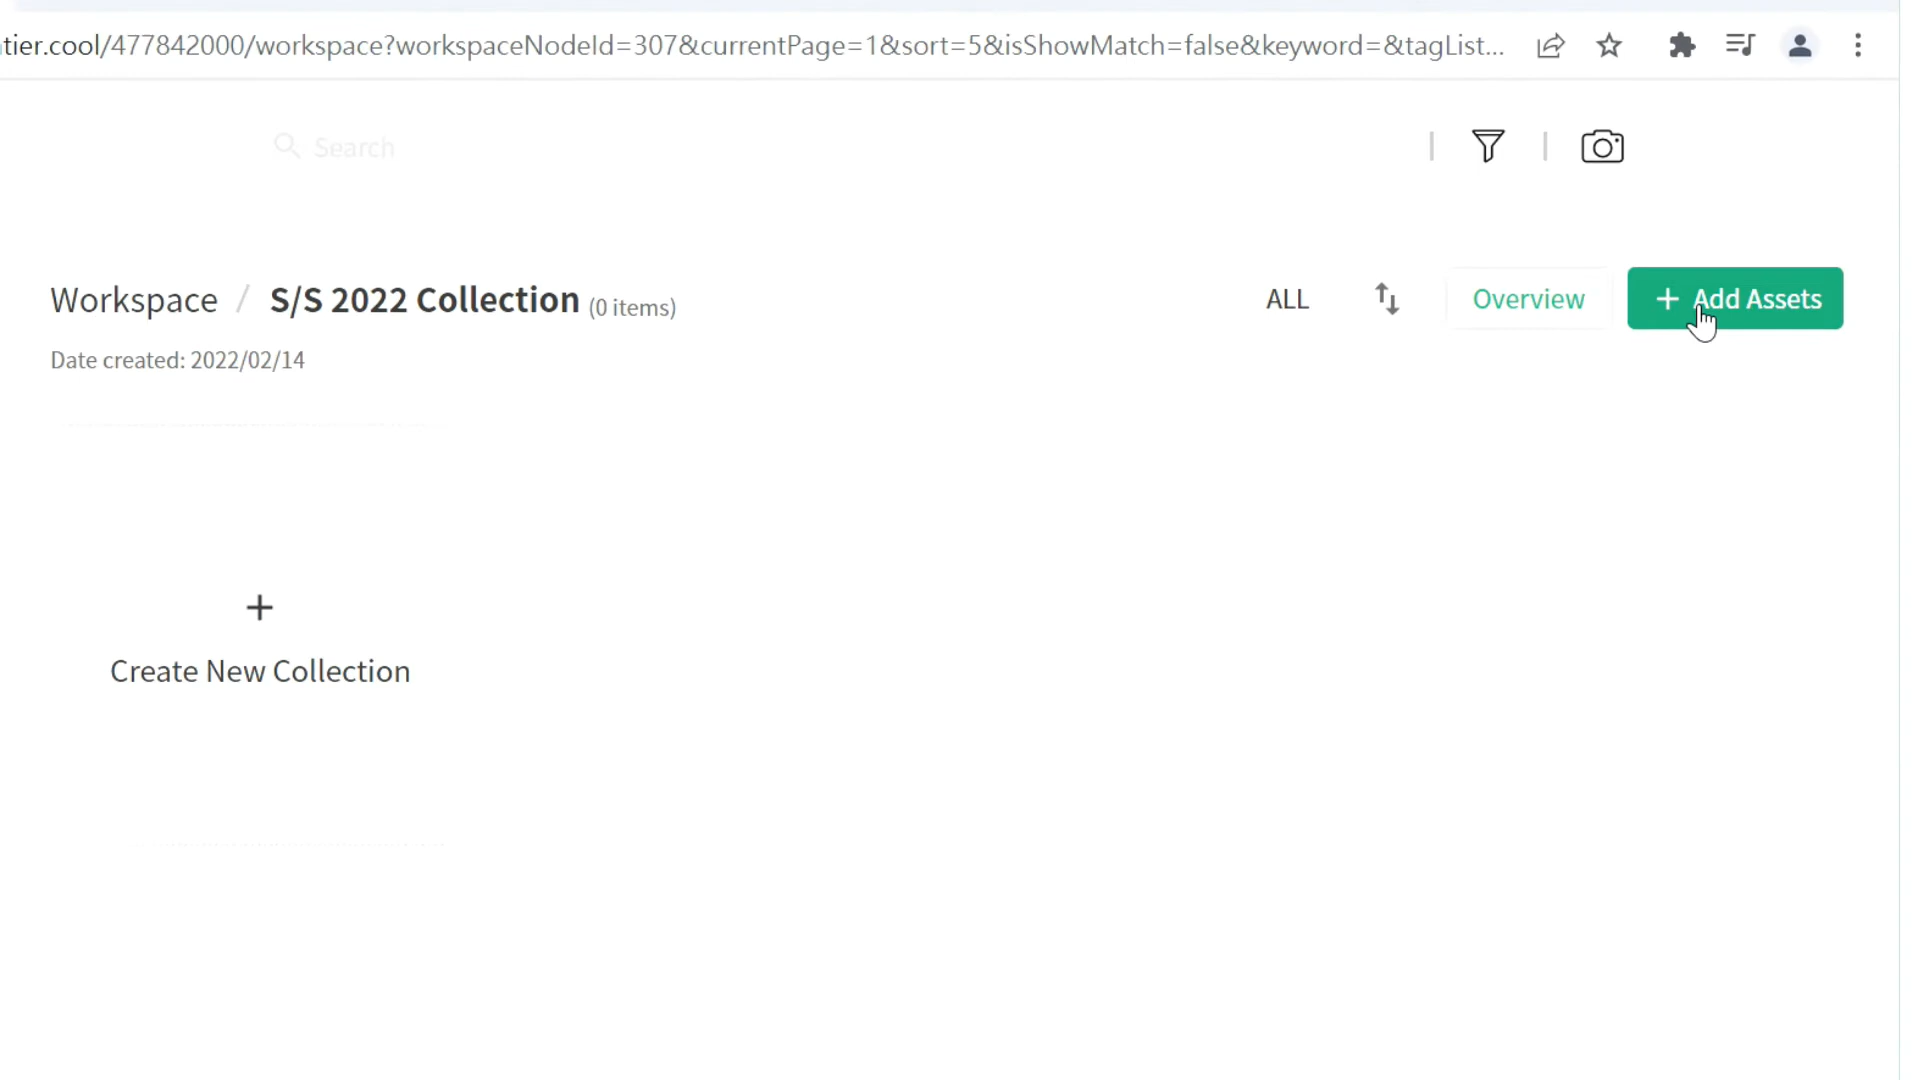 tier.cool/477842000/workspace?workspaceNodeId=307&currentPage=1&sort=5&isShowMatch=false&keyword=&tagList...
Search
Workspace / S/S 2022 Collection (0 items)
ALL
Overview
+ Add Assets
Date created: 2022/02/14
+
Create New Collection